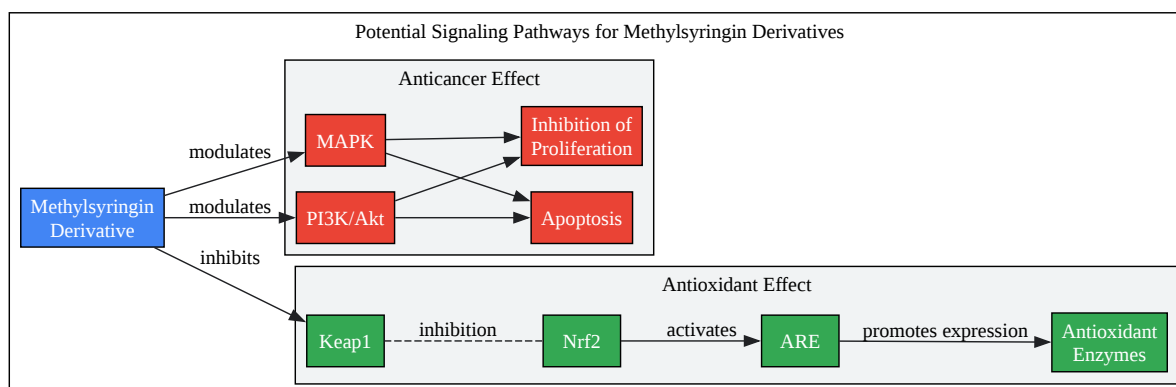 Potential Signaling Pathways for Methylsyringin Derivatives
Anticancer Effect
MAPK
Inhibition of
Proliferation
modulates
Methylsyringin
Derivative
modulates
PI3K/Akt
Apoptosis
inhibits
Antioxidant Effect
Keap1
inhibition
Nrf2
activates
ARE
promotes expression
Antioxidant
Enzymes